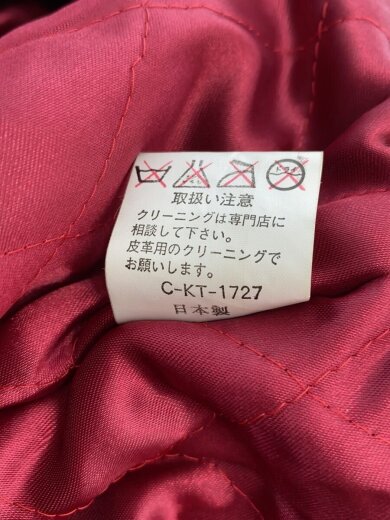 取扱い注意
クリーニングは専門店に
相談して下さい。
皮革用のクリーニングで
お願いします。
C-KT-1727
日本製